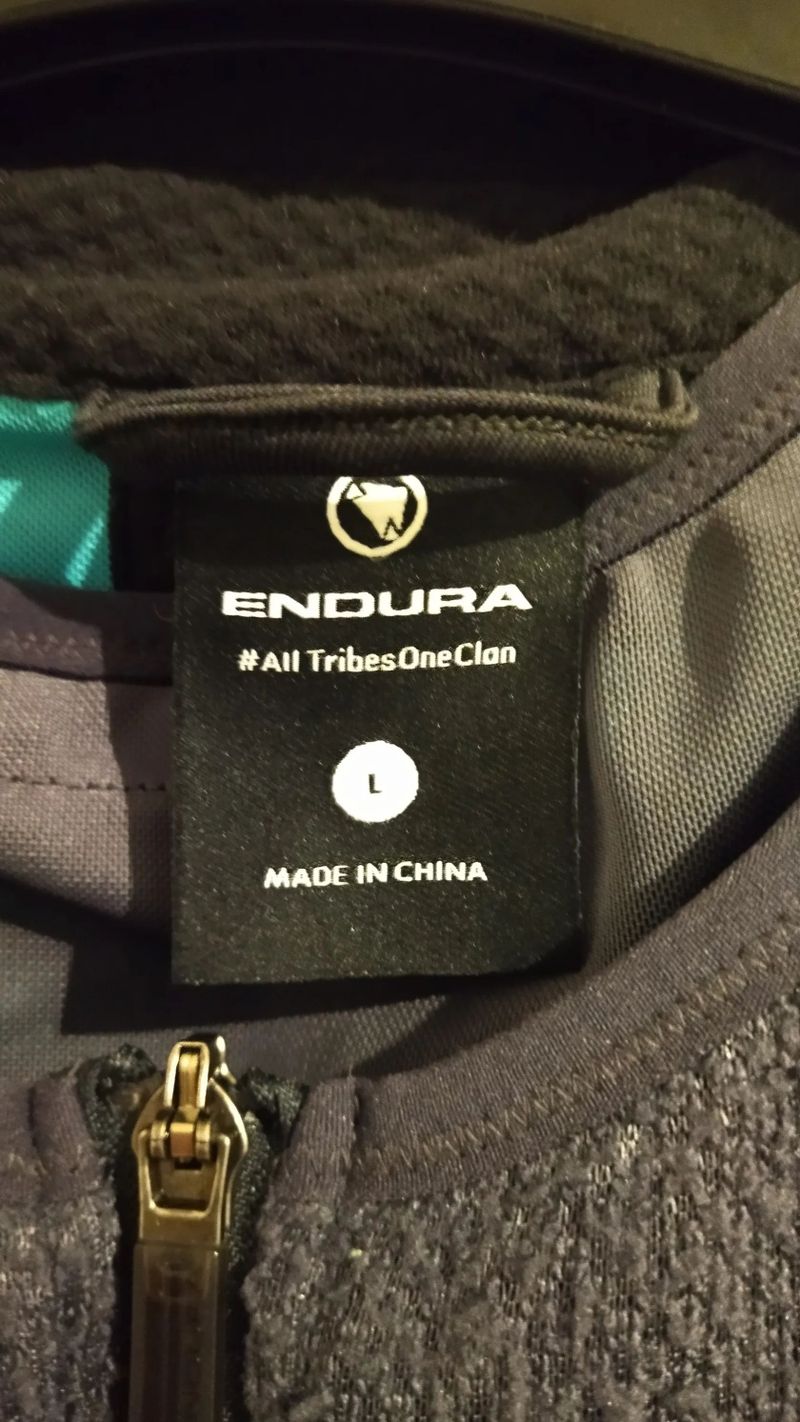 ENDURA
#All TribesOneClan
L
MADE IN CHINA